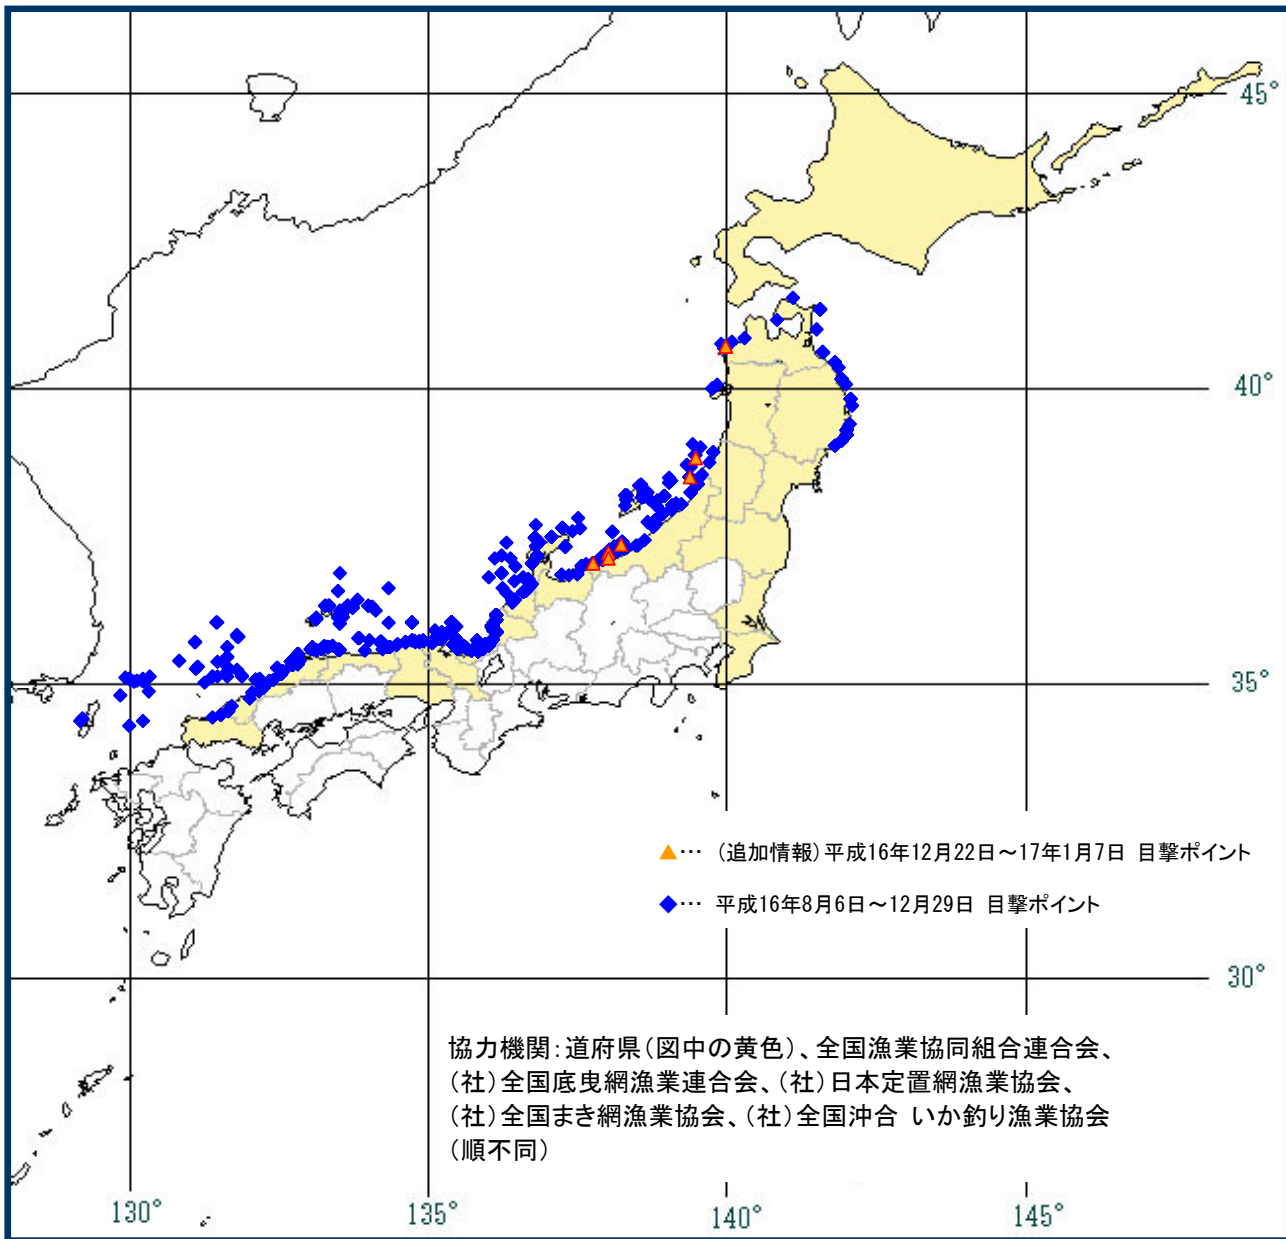 45°
40°
35°
▲… (追加情報)平成16年12月22日～17年1月7日 目撃ポイント
◆… 平成16年8月6日～12月29日 目撃ポイント
30°
協力機関:道府県(図中の黄色)、全国漁業協同組合連合会、
(社)全国底曳網漁業連合会、(社)日本定置網漁業協会、
(社)全国まき網漁業協会、(社)全国沖合 いか釣り漁業協会
(順不同)
130° 135° 140° 145°